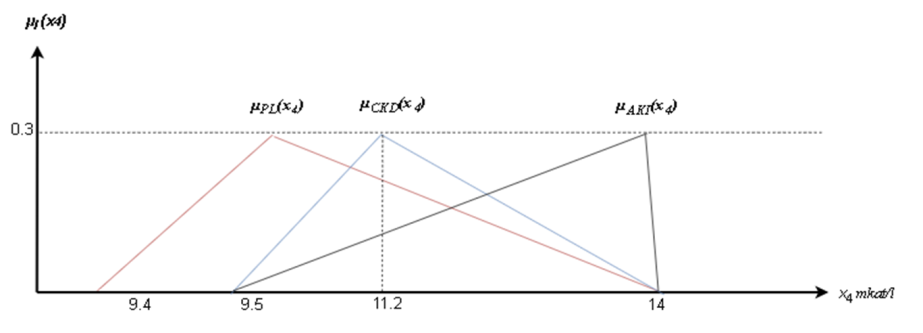 μI(x4)
μPL(x4) μCKD(x4) μAKI(x4)
0.3
9.4 9.5 11.2 14 x4 mkat/l